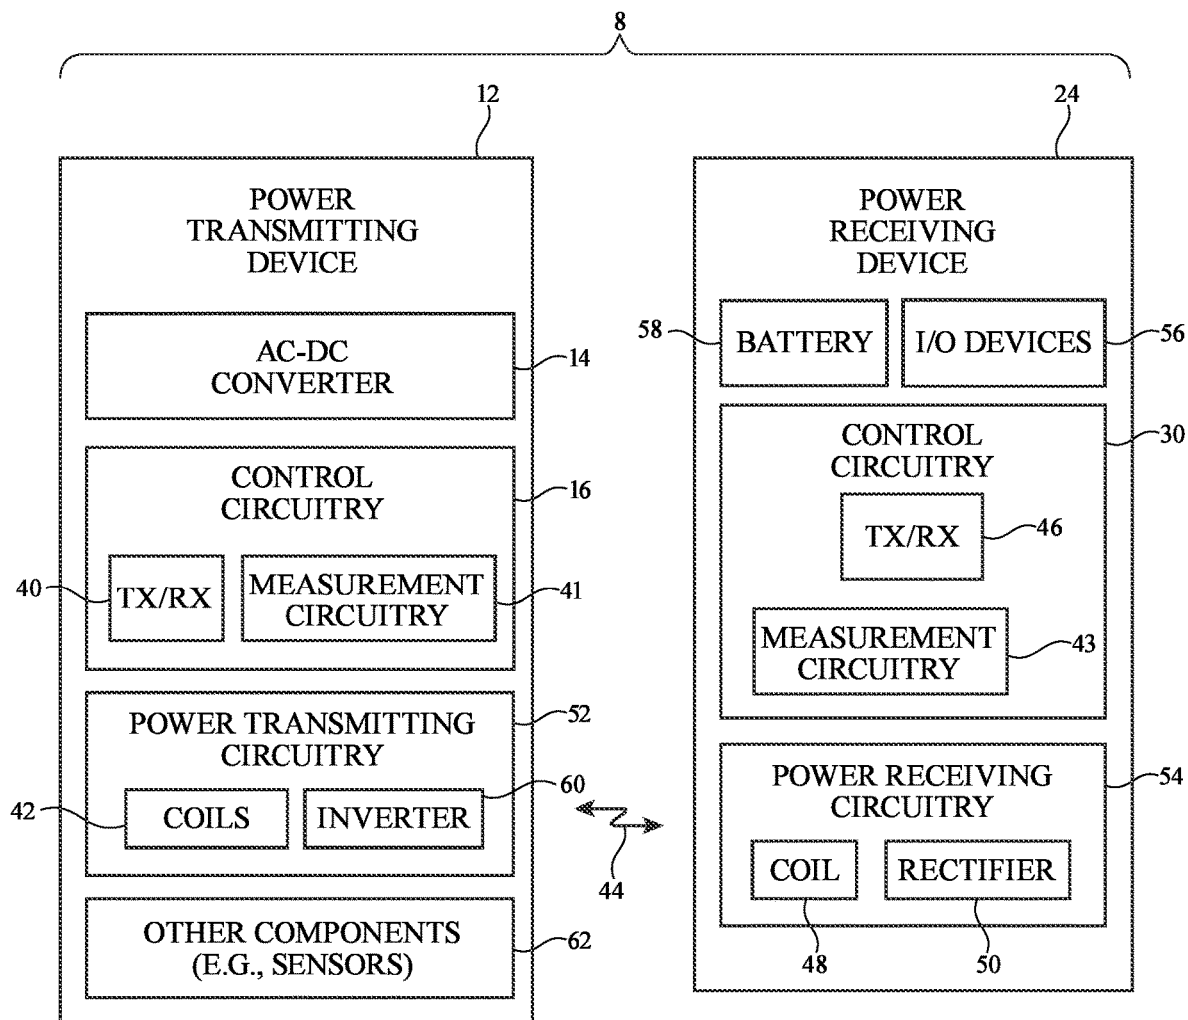 8
12
24
POWER
TRANSMITTING
DEVICE
AC-DC
CONVERTER
14
CONTROL
CIRCUITRY
16
40
TX/RX
MEASUREMENT
CIRCUITRY
41
POWER TRANSMITTING
CIRCUITRY
52
42
COILS
INVERTER
60
OTHER COMPONENTS
(E.G., SENSORS)
62
44
POWER
RECEIVING
DEVICE
58
BATTERY
I/O DEVICES
56
CONTROL
CIRCUITRY
30
TX/RX
46
MEASUREMENT
CIRCUITRY
43
POWER RECEIVING
CIRCUITRY
54
COIL
RECTIFIER
48
50